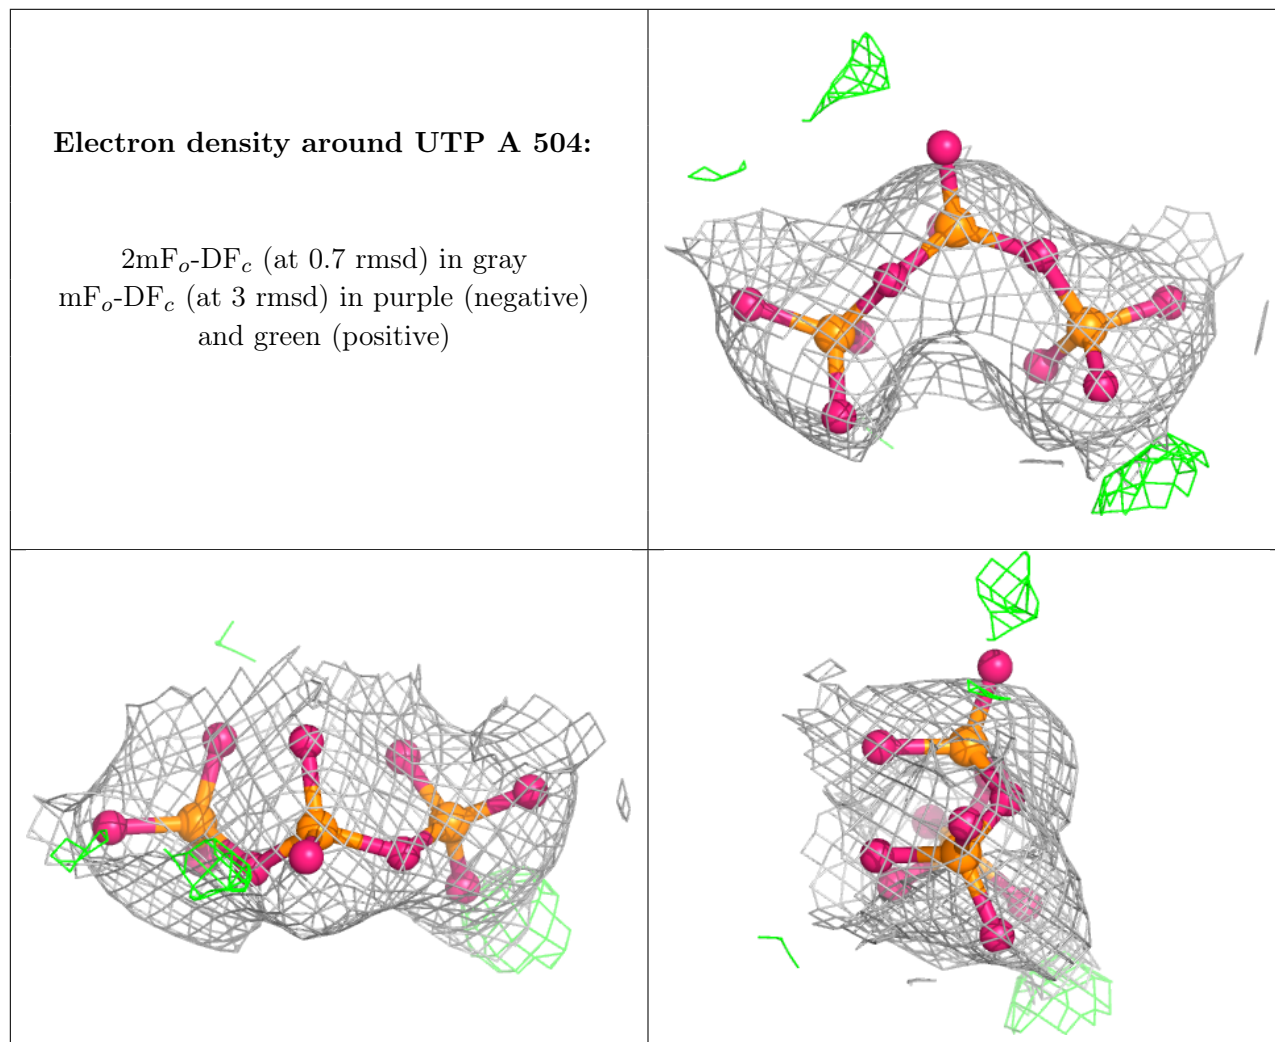 Electron density around UTP A 504:
2mFo-DFc (at 0.7 rmsd) in gray
mFo-DFc (at 3 rmsd) in purple (negative)
and green (positive)